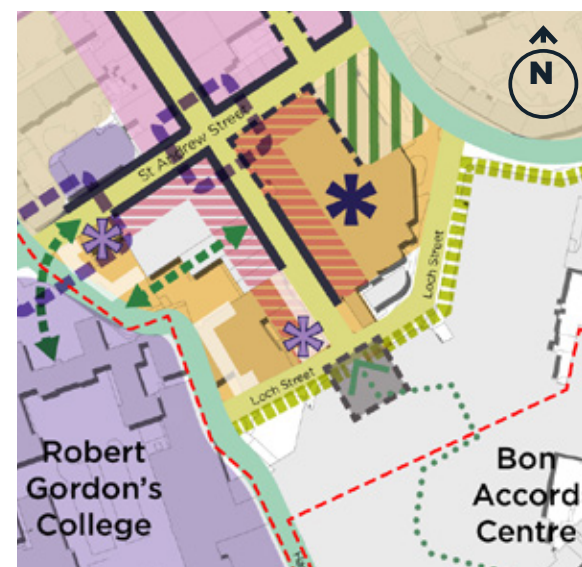 N
St Andrew Street
Loch Street
Loch Street
Robert
Gordon's
College
Bon
Accord
Centre